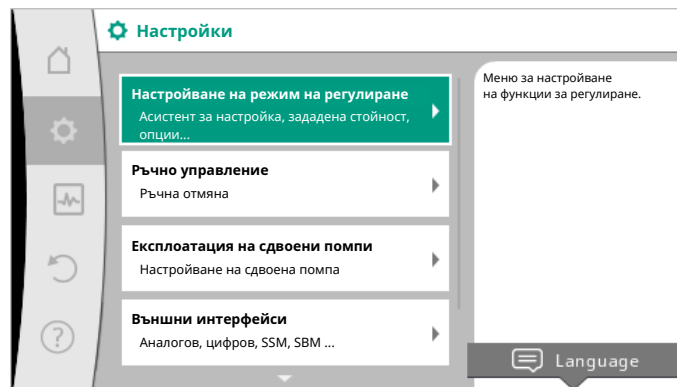 Настройки
Настройване на режим на регулиране
Асистент за настройка, зададена стойност,
опции...
Ръчно управление
Ръчна отмяна
Експлоатация на сдвоени помпи
Настройване на сдвоена помпа
Външни интерфейси
Аналогов, цифров, SSM, SBM ...
Меню за настройване
на функции за регулиране.
Language